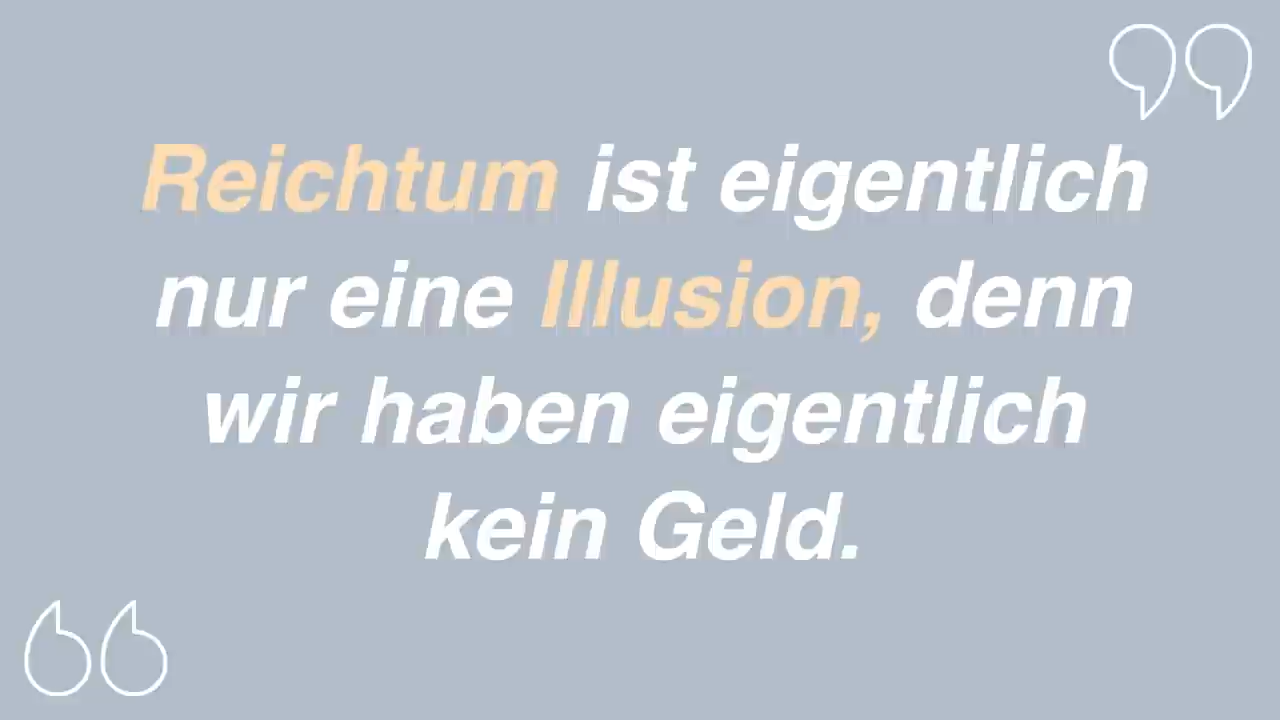 Reichtum ist eigentlich
nur eine Illusion, denn
wir haben eigentlich
kein Geld.